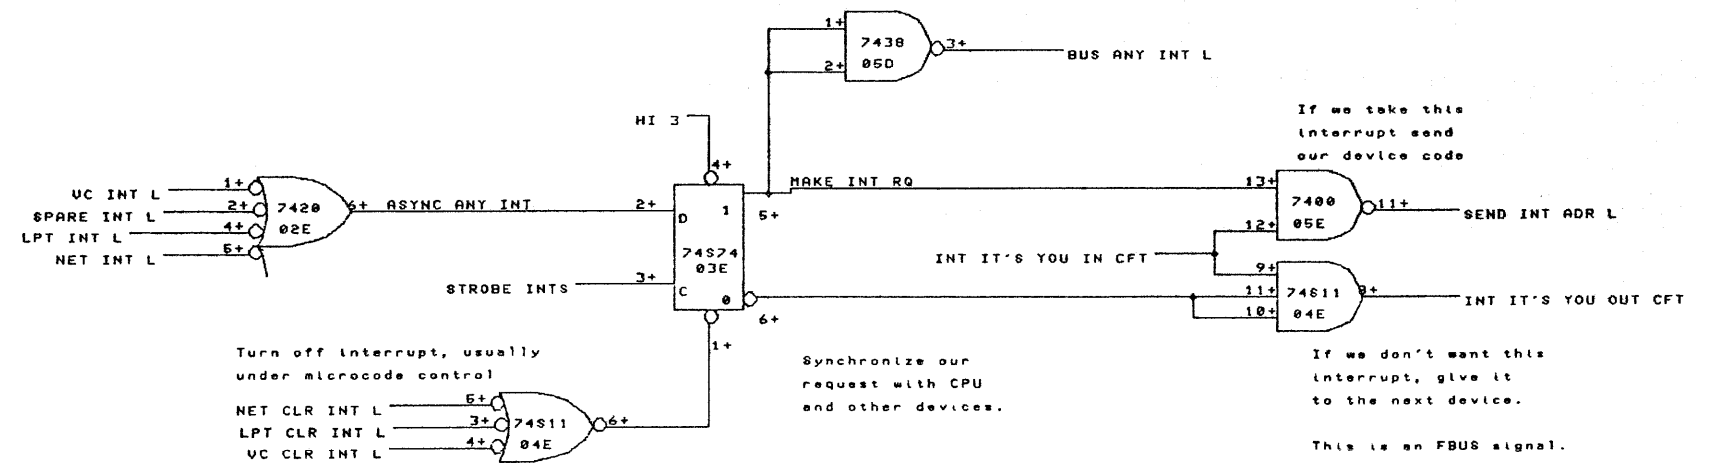 1+
7438
3+
BUS ANY INT L
2+
05D
If we take this
interrupt send
our device code
HI 3
4+
VC INT L
1+
SPARE INT L
2+
7420
6+
ASYNC ANY INT
2+
D
1
5+
MAKE INT RQ
13+
7400
11+
SEND INT ADR L
LPT INT L
4+
02E
12+
05E
NET INT L
5+
74S74
03E
INT IT'S YOU IN CFT
9+
STROBE INTS
3+
C
0
6+
11+
74S11
8+
INT IT'S YOU OUT CFT
10+
04E
1+
Turn off interrupt, usually
under microcode control
Synchronize our
request with CPU
and other devices.
If we don't want this
interrupt, give it
to the next device.
This is an FBUS signal.
NET CLR INT L
5+
LPT CLR INT L
3+
74S11
6+
VC CLR INT L
4+
04E